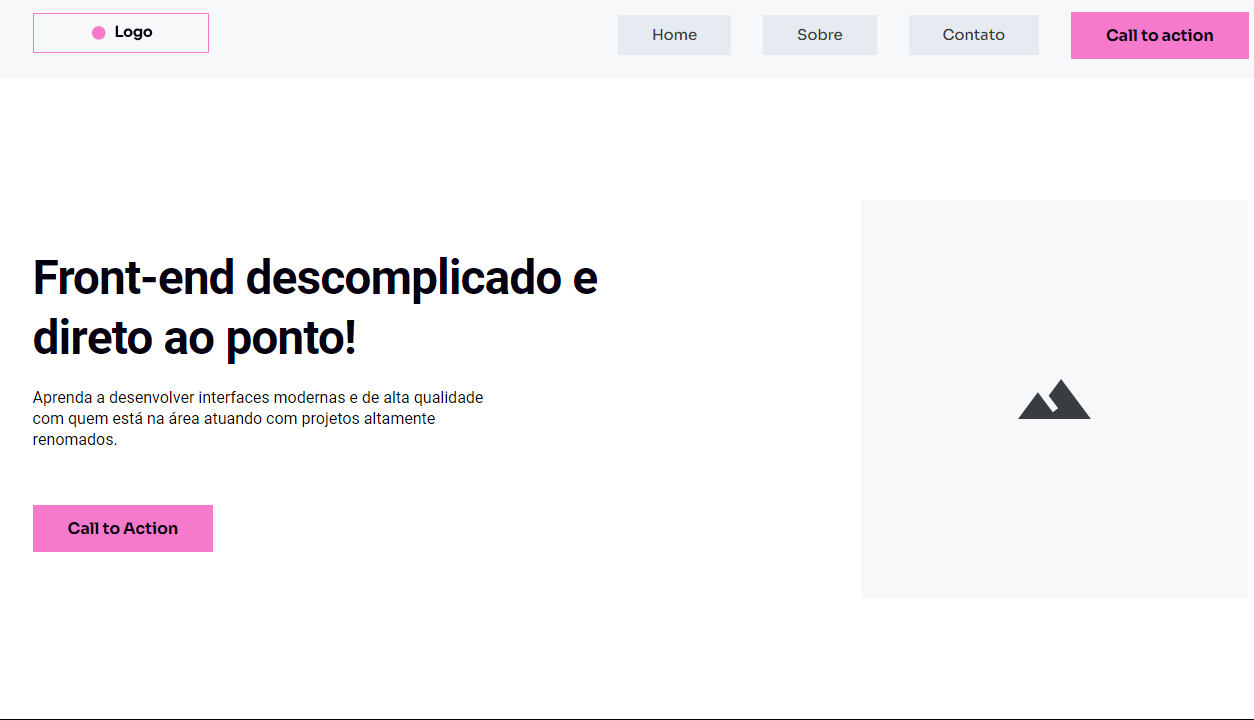 Logo
Home
Sobre
Contato
Call to action
Front-end descomplicado e
direto ao ponto!
Aprenda a desenvolver interfaces modernas e de alta qualidade
com quem está na área atuando com projetos altamente
renomados.
Call to Action